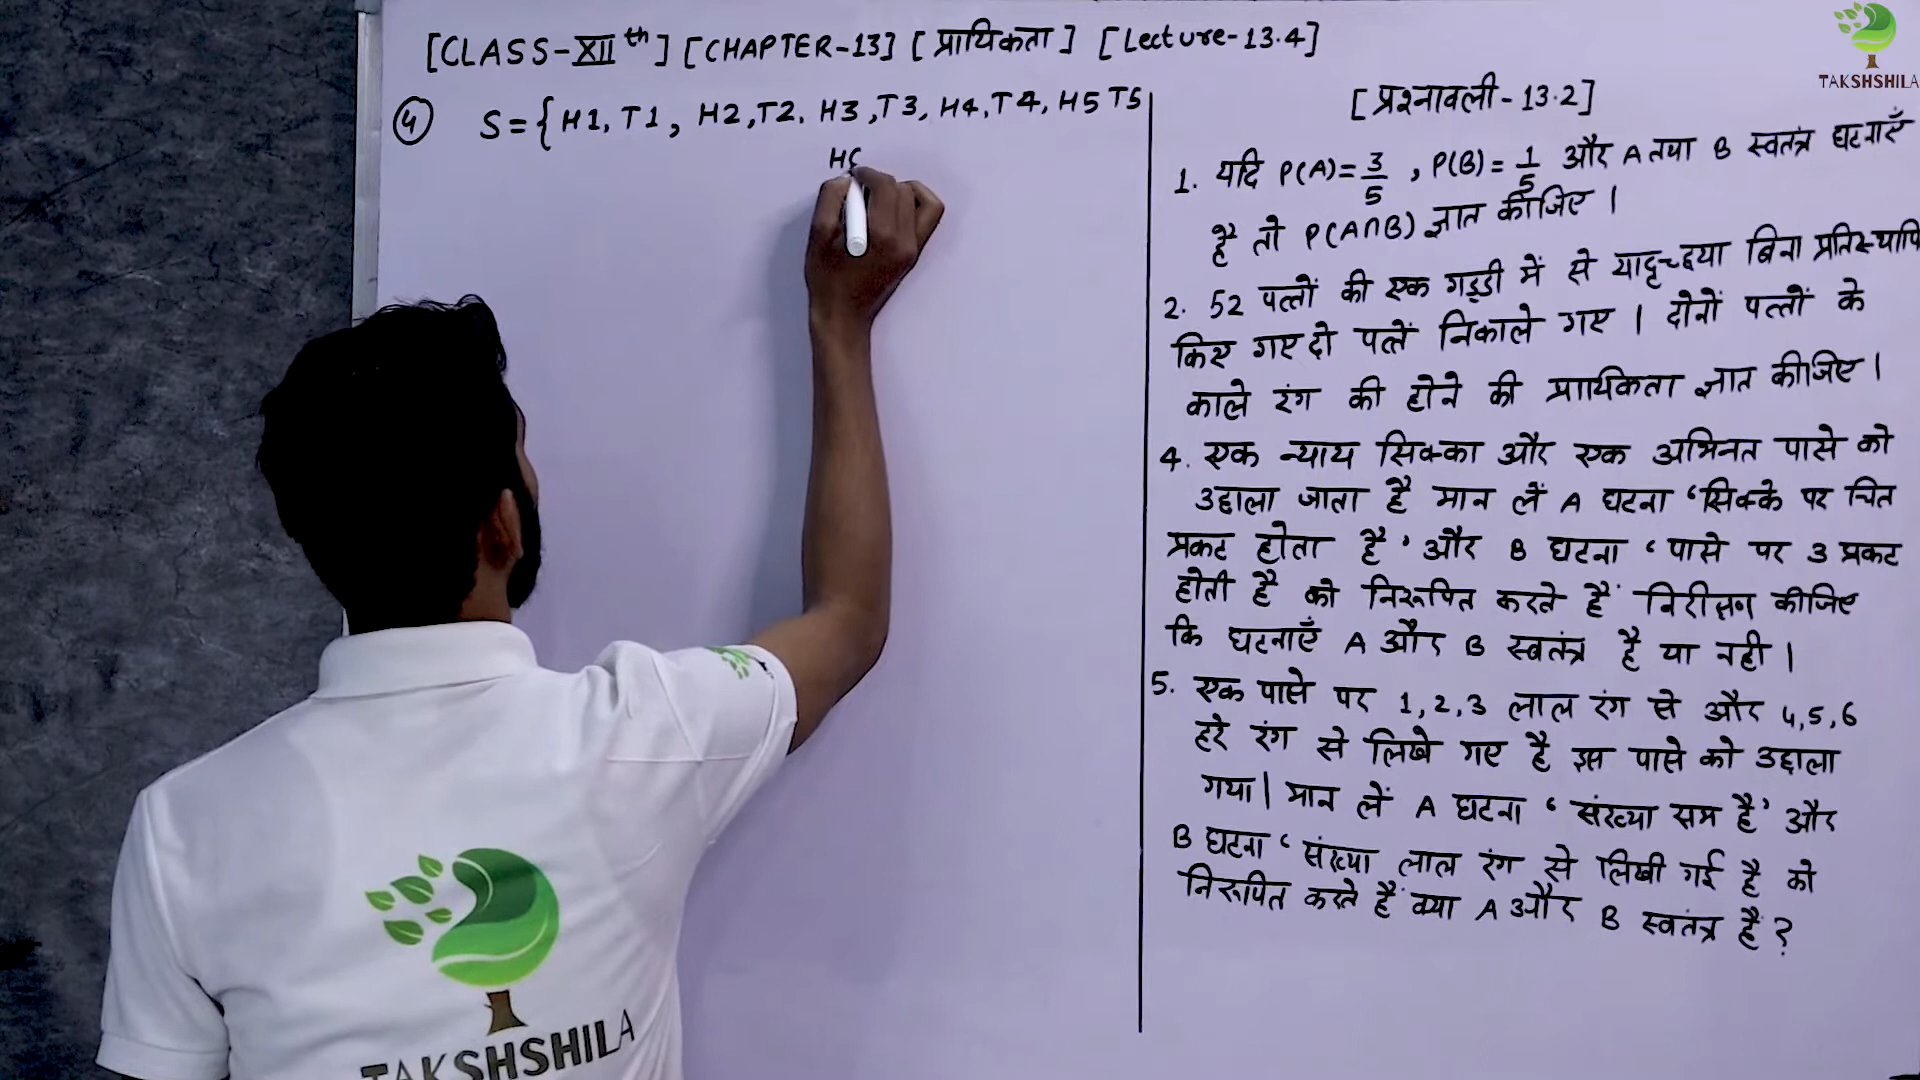 [CLASS-XII th] [CHAPTER-13] [प्रायिकता] [Lecture-13.4]
④ S={H1, T1, H2,T2, H3,T3, H4,T4, H5 T5
H6
[प्रश्नावली-13.2]
1. यदि P(A)=3/5, P(B)=1/5 और A तथा B स्वतंत्र घटनाएँ
है तो P(A∩B) ज्ञात कीजिए।
2. 52 पत्तों की एक गड्डी में से यादृच्छया बिना
किए गए दो पत्तें निकाले गए। दोनों पत्तों के
काले रंग की होने की प्रायिकता ज्ञात कीजिए।
4. एक न्याय सिक्का और एक अभिनत पासे को
उछाला जाता है मान लें A घटना 'सिक्के पर चित
प्रकट होता है' और B घटना 'पासे पर 3 प्रकट
होती है को निरूपित करते हैं निरीक्षण कीजिए
कि घटनाएँ A और B स्वतंत्र है या नही।
5. एक पासे पर 1,2,3 लाल रंग से और 4,5,6
हरे रंग से लिखे गए है इस पासे को उछाला
गया। मान लें A घटना 'संख्या सम है' और
B घटना 'संख्या लाल रंग से लिखी गई है को
निरूपित करते हैं क्या A और B स्वतंत्र है?
TAKSHSHILA
TAKSHSHILA